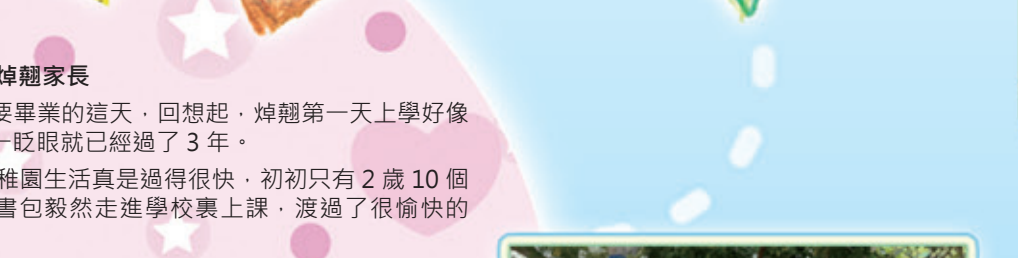 焯翹家長
要畢業的這天，回想起，焯翹第一天上學好像
一眨眼就已經過了 3 年。
稚園生活真是過得很快，初初只有 2 歲 10 個
書包毅然走進學校裏上課，渡過了很愉快的